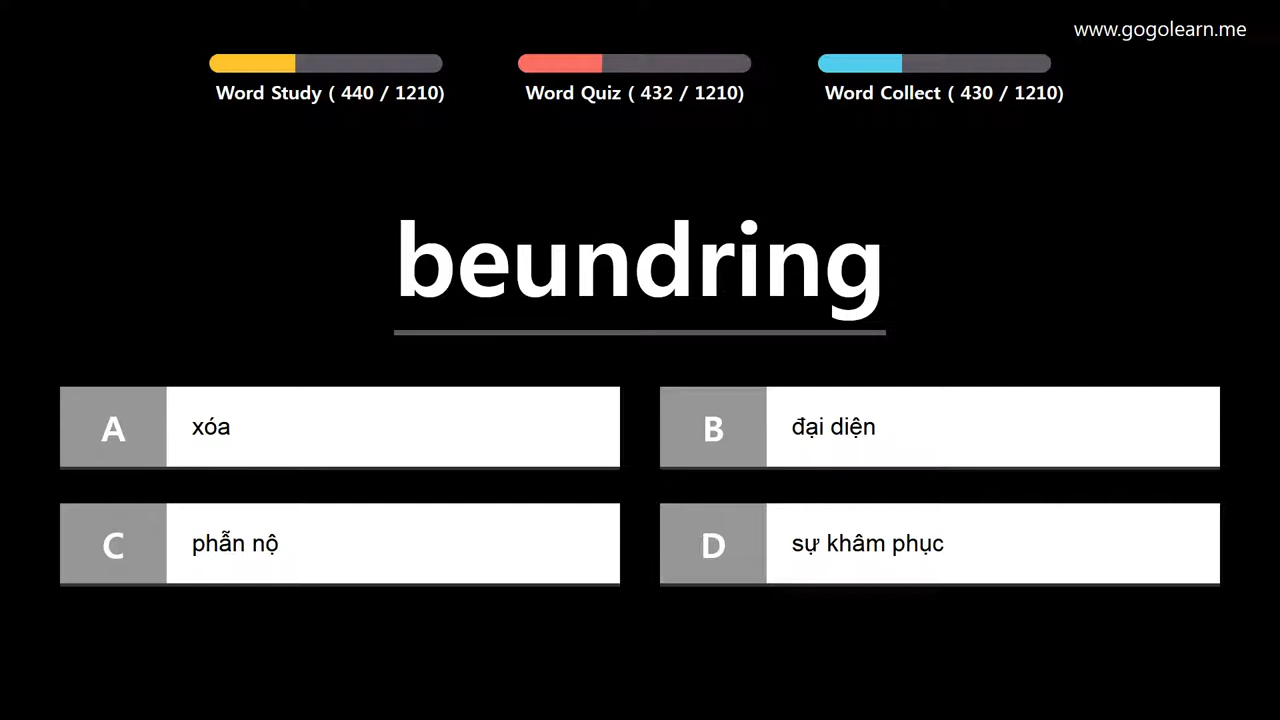 www.gogolearn.me
Word Study ( 440 / 1210)
Word Quiz ( 432 / 1210)
Word Collect ( 430 / 1210)
beundring
A
xóa
B
đại diện
C
phẫn nộ
D
sự khâm phục